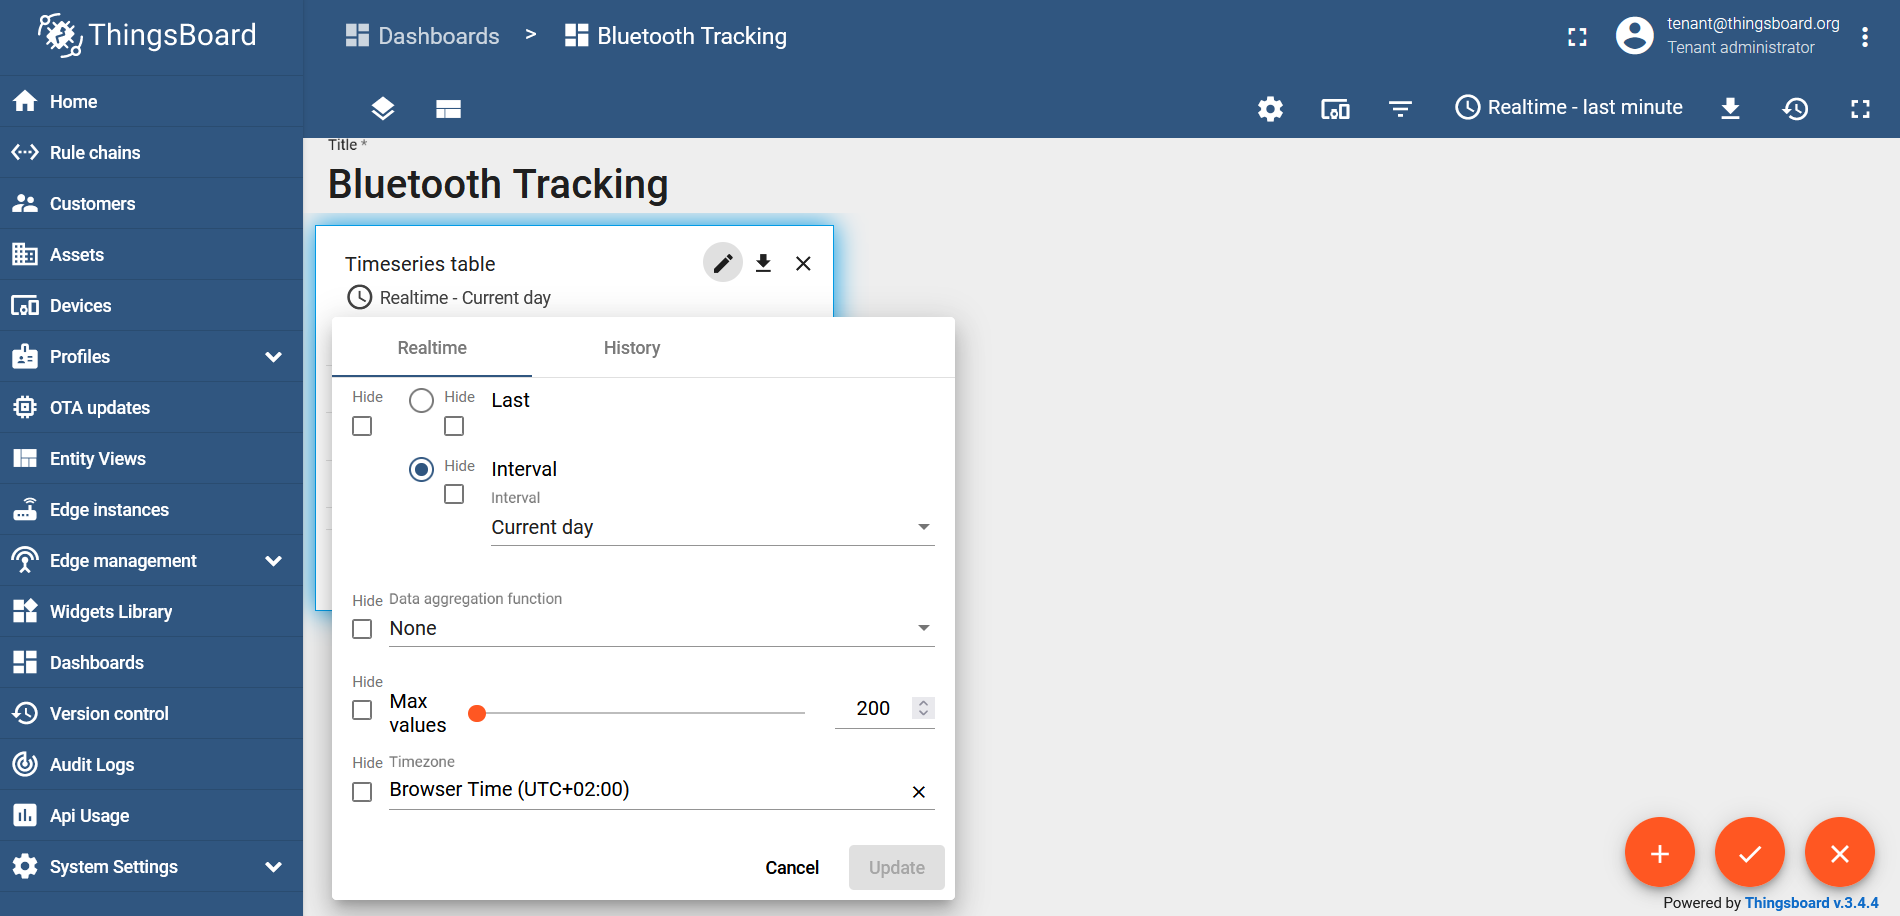 ThingsBoard
Dashboards > Bluetooth Tracking
tenant@thingsboard.org
Tenant administrator
Realtime - last minute
Home
Rule chains
Customers
Assets
Devices
Profiles
OTA updates
Entity Views
Edge instances
Edge management
Widgets Library
Dashboards
Version control
Audit Logs
Api Usage
System Settings
Title *
Bluetooth Tracking
Timeseries table
Realtime - Current day
Realtime History
Hide Hide Last
Hide Interval
Interval
Current day
Hide Data aggregation function
None
Hide
Max
values
200
Hide Timezone
Browser Time (UTC+02:00)
Cancel Update
Powered by Thingsboard v.3.4.4